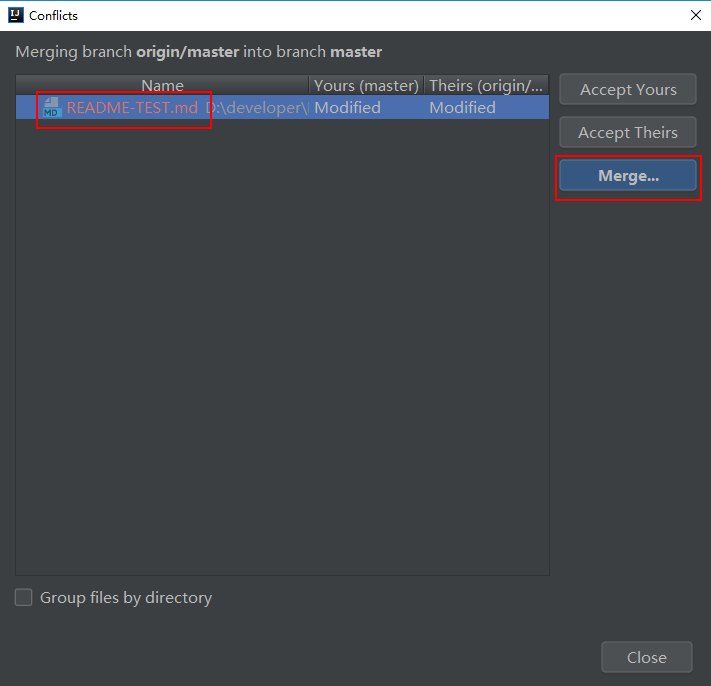 IJ Conflicts
Merging branch origin/master into branch master
Name Yours (master) Theirs (origin/...
MD README-TEST.md D:\developer\ Modified Modified
Accept Yours
Accept Theirs
Merge...
Group files by directory
Close